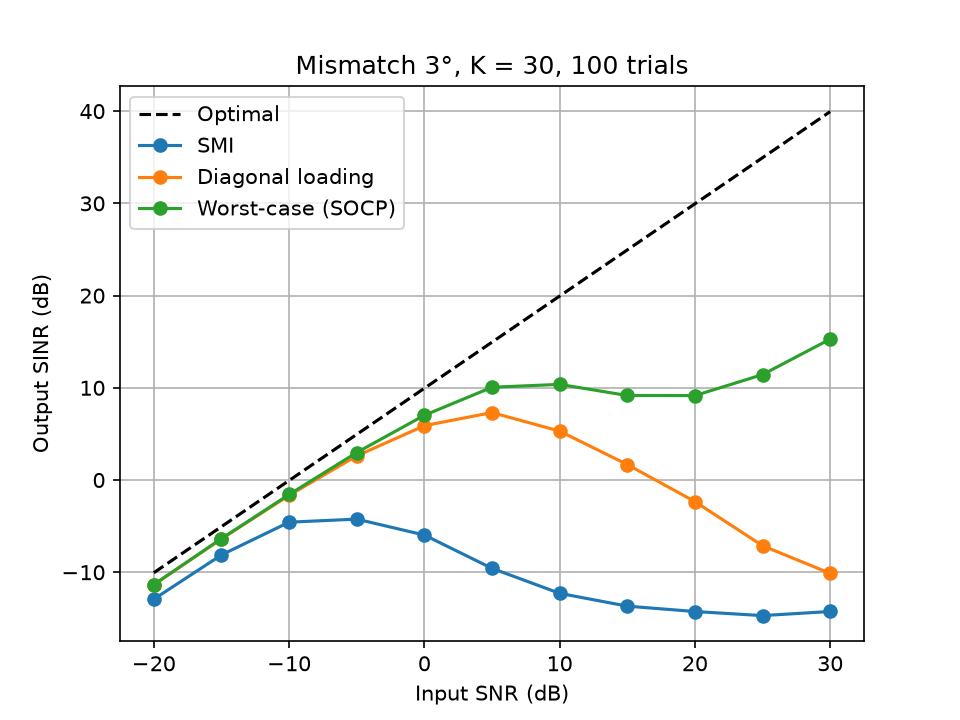 Mismatch 3°, K = 30, 100 trials
Optimal
SMI
Diagonal loading
Worst-case (SOCP)
40
30
20
10
0
−10
Output SINR (dB)
−20
−10
0
10
20
30
Input SNR (dB)